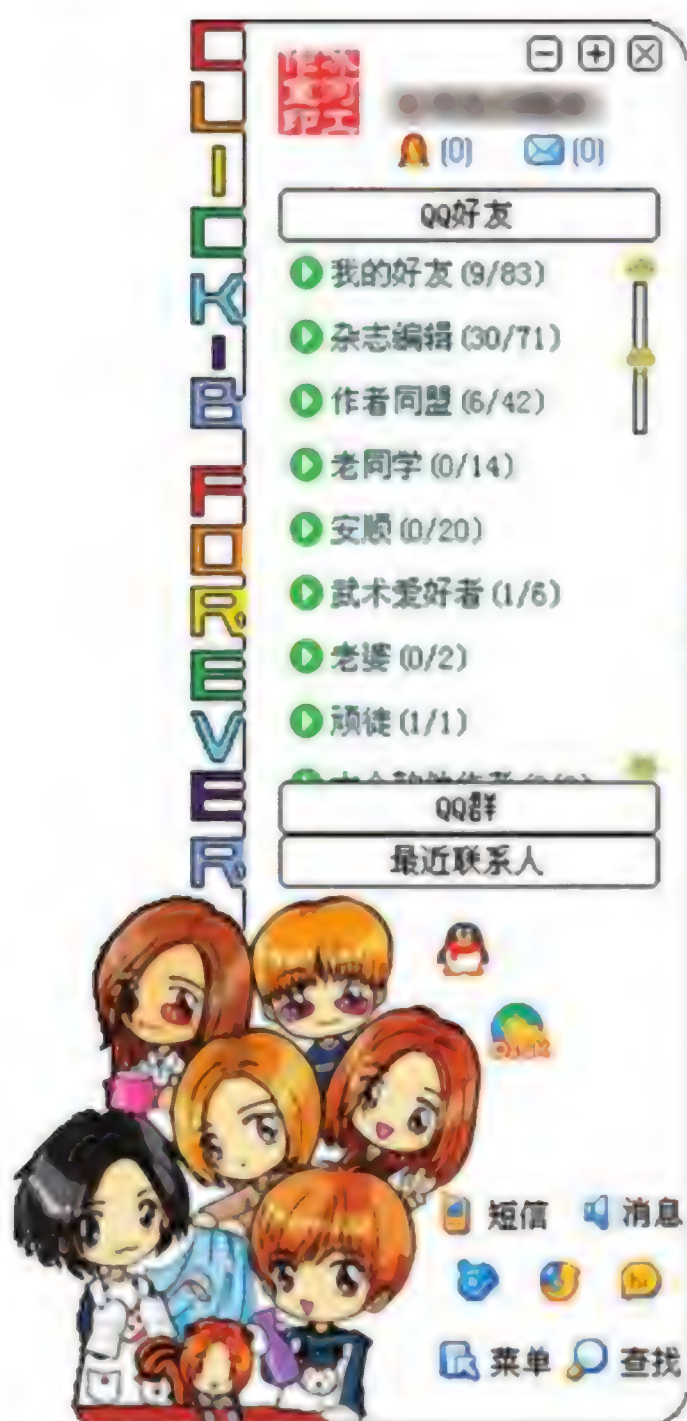 CLICK-B FOREVER
(0) (0)
QQ好友
我的好友(9/83)
杂志编辑(30/71)
作者同盟(6/42)
老同学(0/14)
安顺(0/20)
武术爱好者(1/6)
老婆(0/2)
顽徒(1/1)
QQ群
最近联系人
短信 消息
hi
菜单 查找